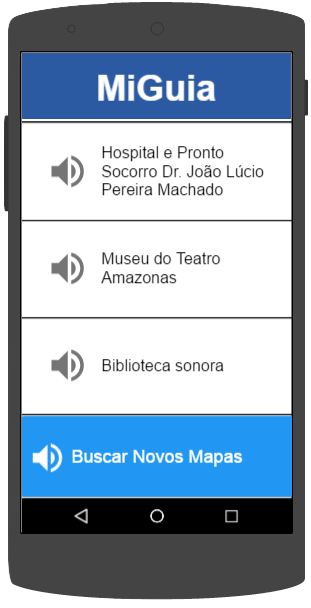 MiGuia
Hospital e Pronto
Socorro Dr. João Lúcio
Pereira Machado
Museu do Teatro
Amazonas
Biblioteca sonora
Buscar Novos Mapas